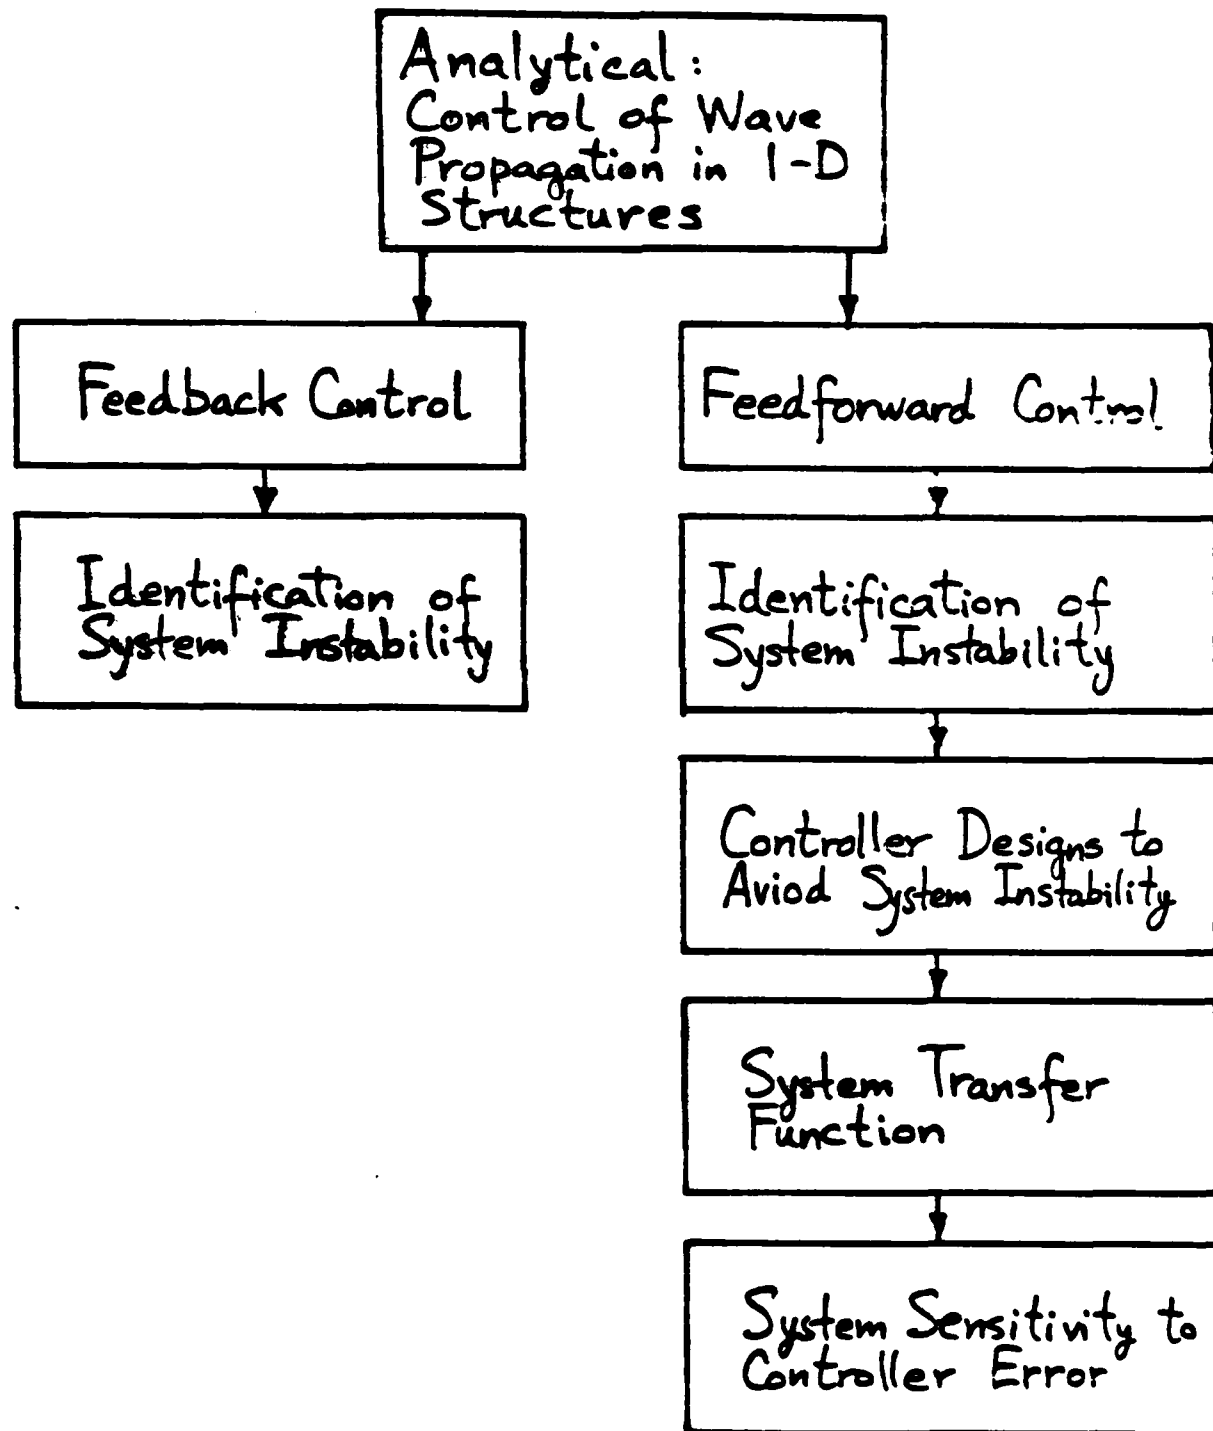 Analytical:
Control of Wave
Propagation in 1-D
Structures
Feedback Control
Feedforward Control
Identification of
System Instability
Identification of
System Instability
Controller Designs to
Aviod System Instability
System Transfer
Function
System Sensitivity to
Controller Error